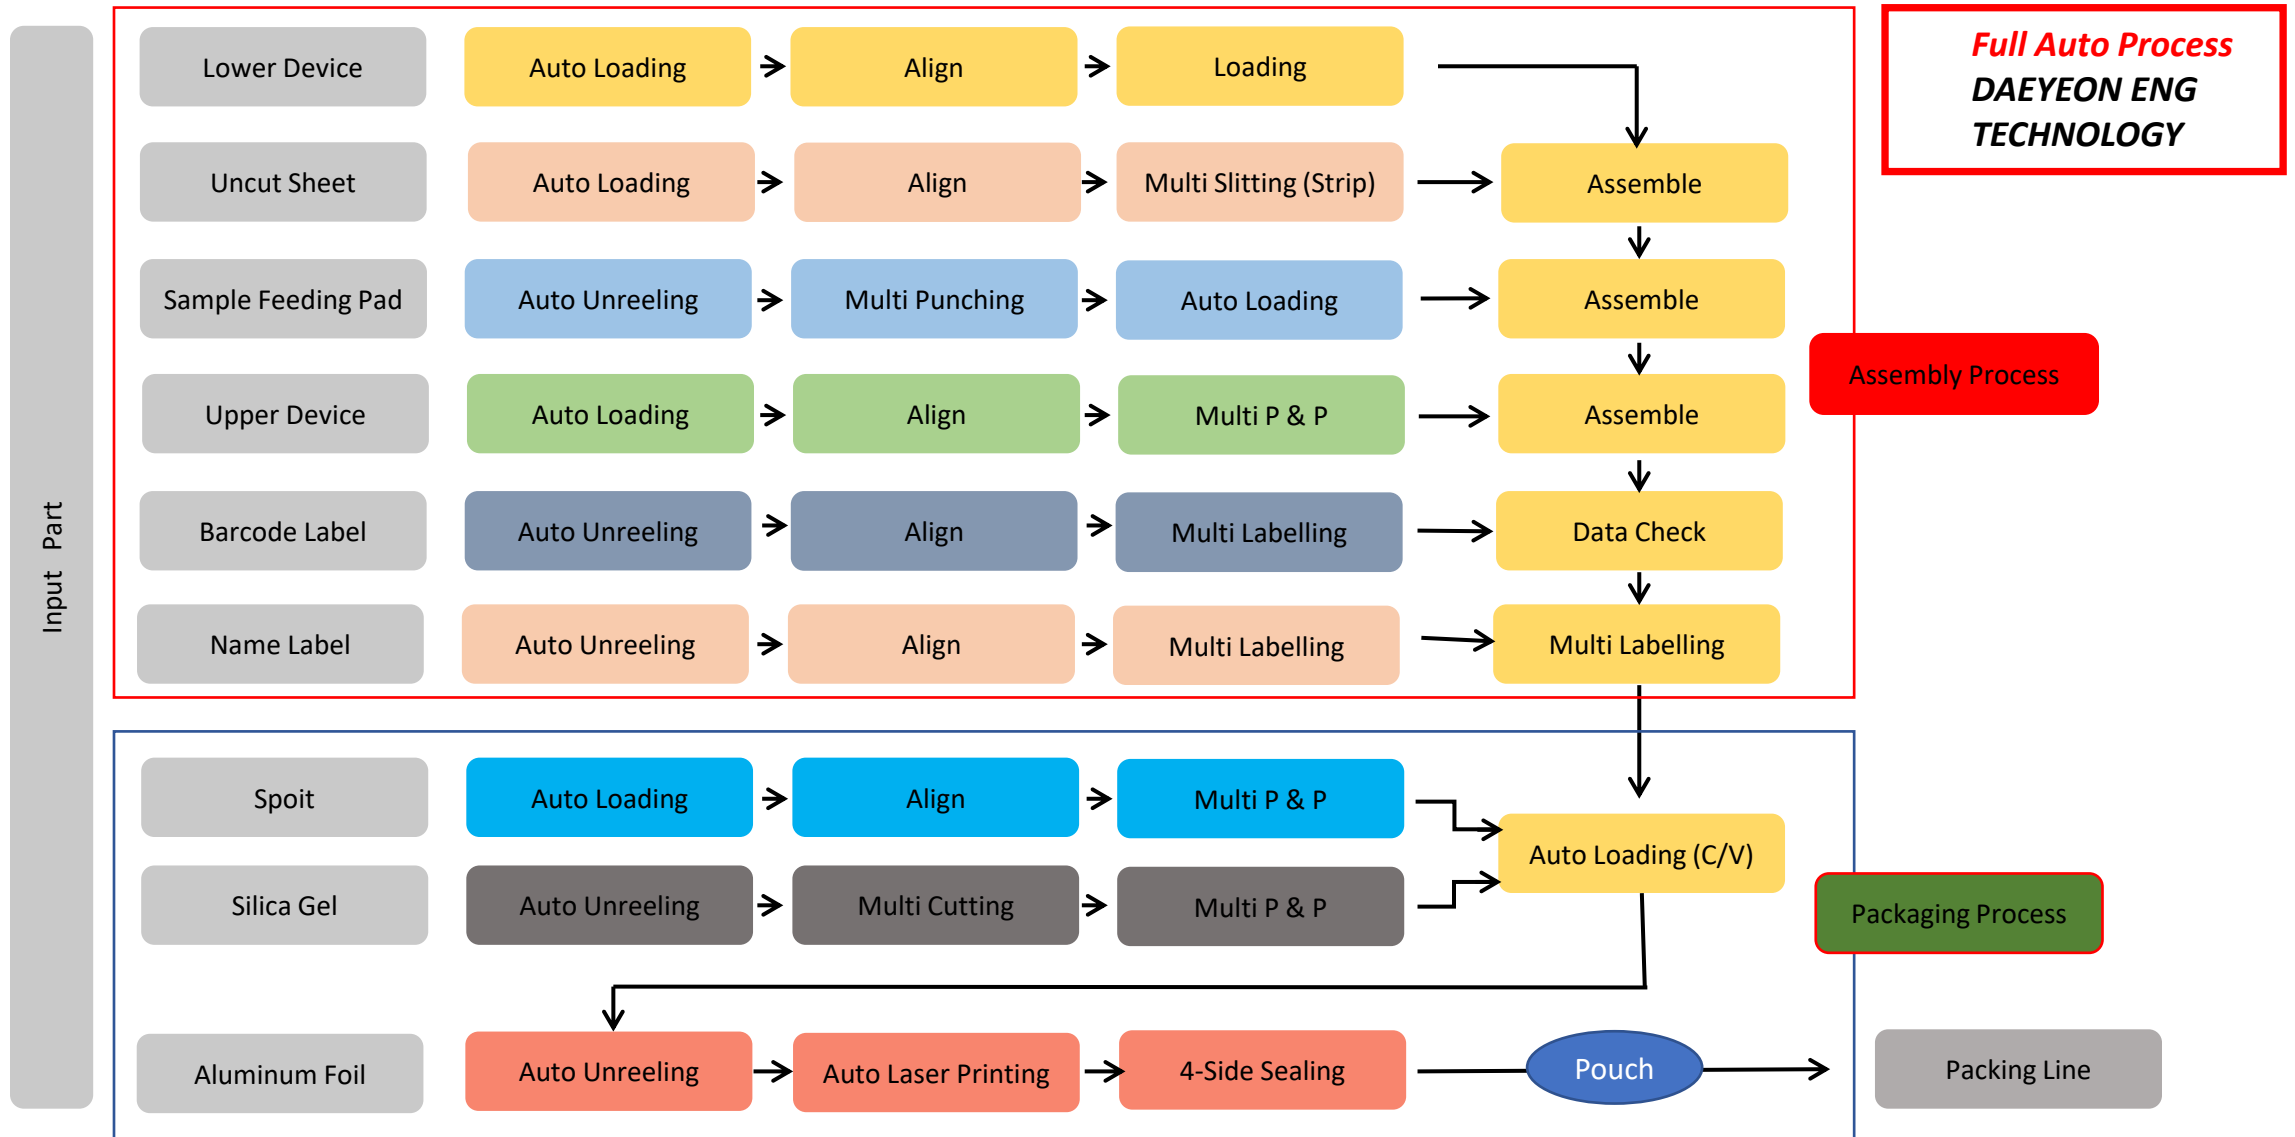 Full Auto Process
DAEYEON ENG
TECHNOLOGY
Input Part
Lower Device
Auto Loading
Align
Loading
Uncut Sheet
Auto Loading
Align
Multi Slitting (Strip)
Assemble
Sample Feeding Pad
Auto Unreeling
Multi Punching
Auto Loading
Assemble
Assembly Process
Upper Device
Auto Loading
Align
Multi P & P
Assemble
Barcode Label
Auto Unreeling
Align
Multi Labelling
Data Check
Name Label
Auto Unreeling
Align
Multi Labelling
Multi Labelling
Spoit
Auto Loading
Align
Multi P & P
Auto Loading (C/V)
Silica Gel
Auto Unreeling
Multi Cutting
Multi P & P
Packaging Process
Aluminum Foil
Auto Unreeling
Auto Laser Printing
4-Side Sealing
Pouch
Packing Line